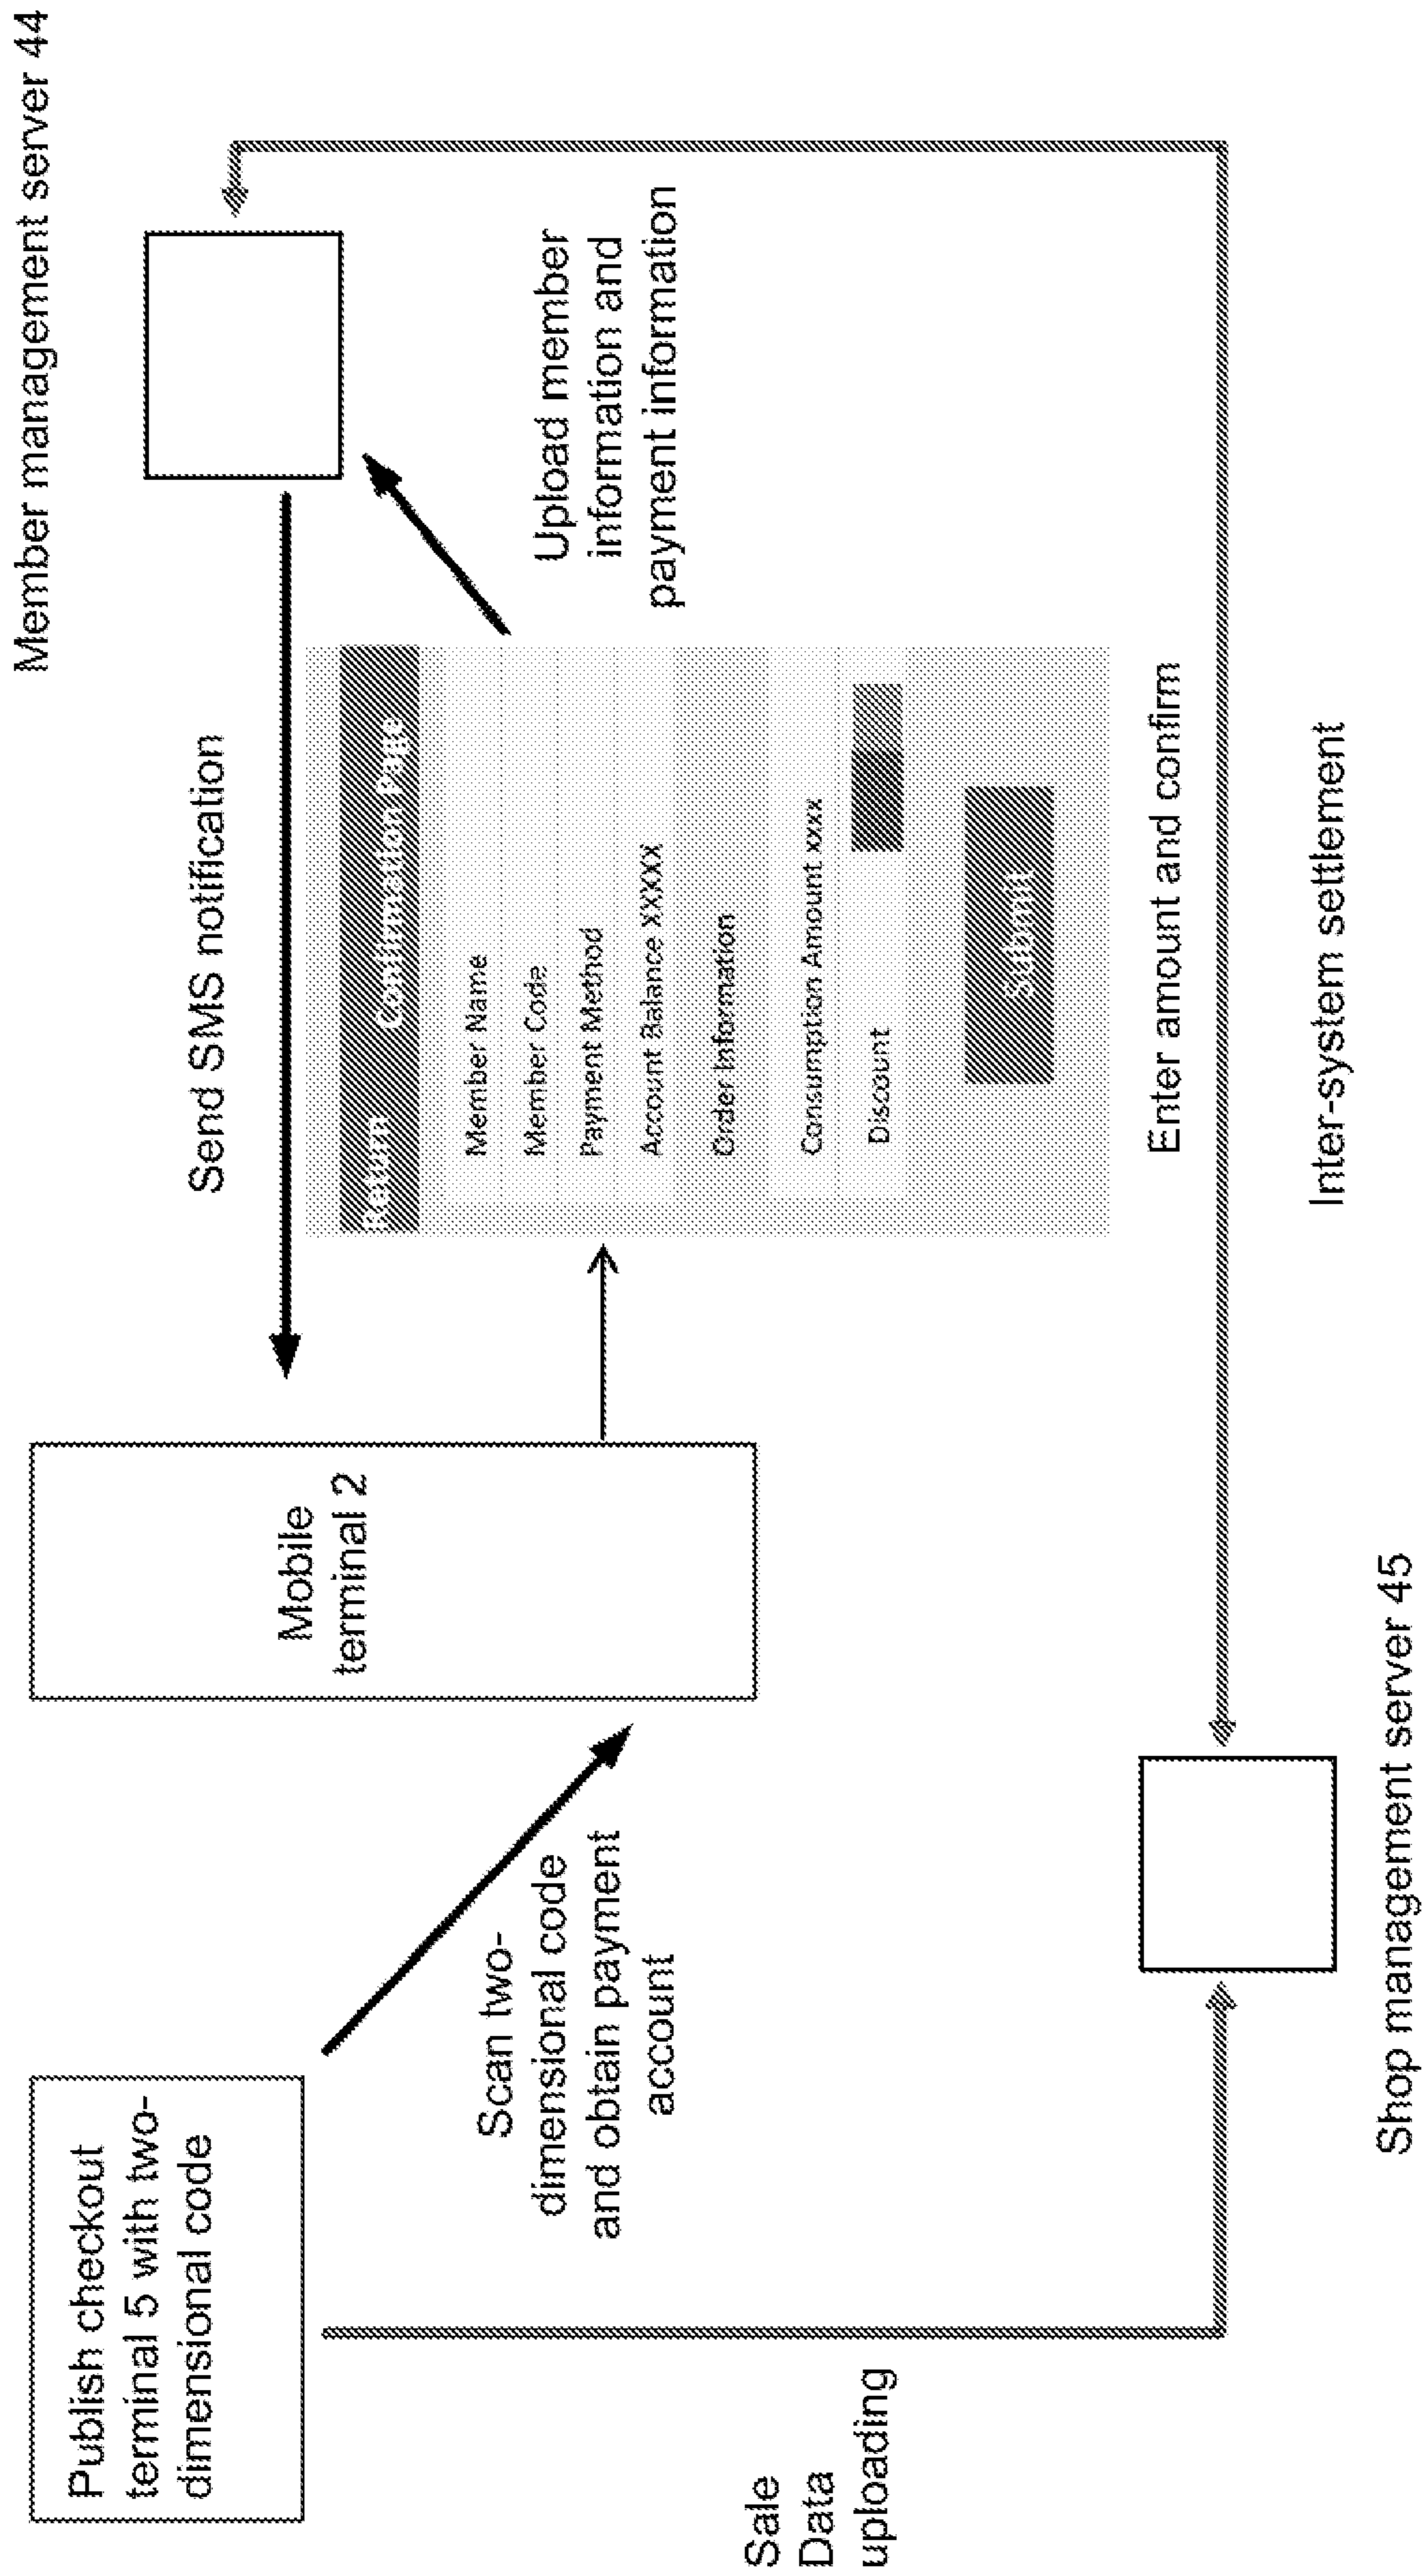 Publish checkout
terminal 5 with two-
dimensional code
Scan two-
dimensional code
and obtain payment
account
Sale
Data
uploading
Mobile
terminal 2
Send SMS notification
Member management server 44
Return Confirmation Page
Member Name
Member Code
Payment Method
Account Balance XXXXX
Order Information
Consumption Amount xxxx
Discount
Submit
Upload member
information and
payment information
Enter amount and confirm
Inter-system settlement
Shop management server 45